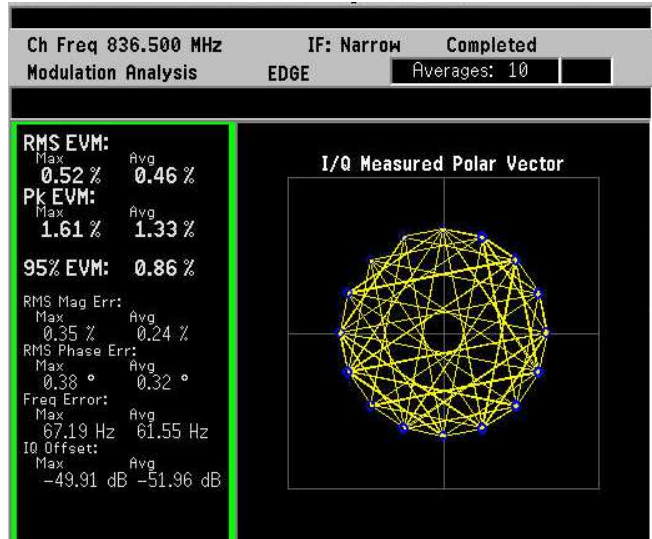 Ch Freq 836.500 MHz IF: Narrow Completed
Modulation Analysis EDGE Averages: 10
RMS EVM:
Max Avg
0.52 % 0.46 %
Pk EVM:
Max Avg
1.61 % 1.33 %
95% EVM: 0.86 %
RMS Mag Err:
Max Avg
0.35 % 0.24 %
RMS Phase Err:
Max Avg
0.38 ° 0.32 °
Freq Error:
Max Avg
67.19 Hz 61.55 Hz
IQ Offset:
Max Avg
-49.91 dB -51.96 dB
I/Q Measured Polar Vector